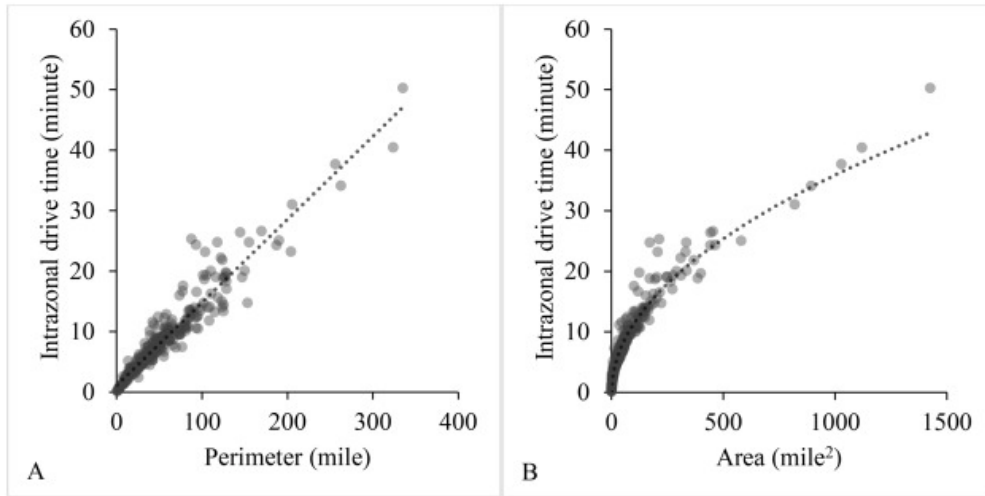 60
50
40
30
20
10
0
Intrazonal drive time (minute)
0 100 200 300 400
Perimeter (mile)
A
60
50
40
30
20
10
0
Intrazonal drive time (minute)
0 500 1000 1500
Area (mile²)
B